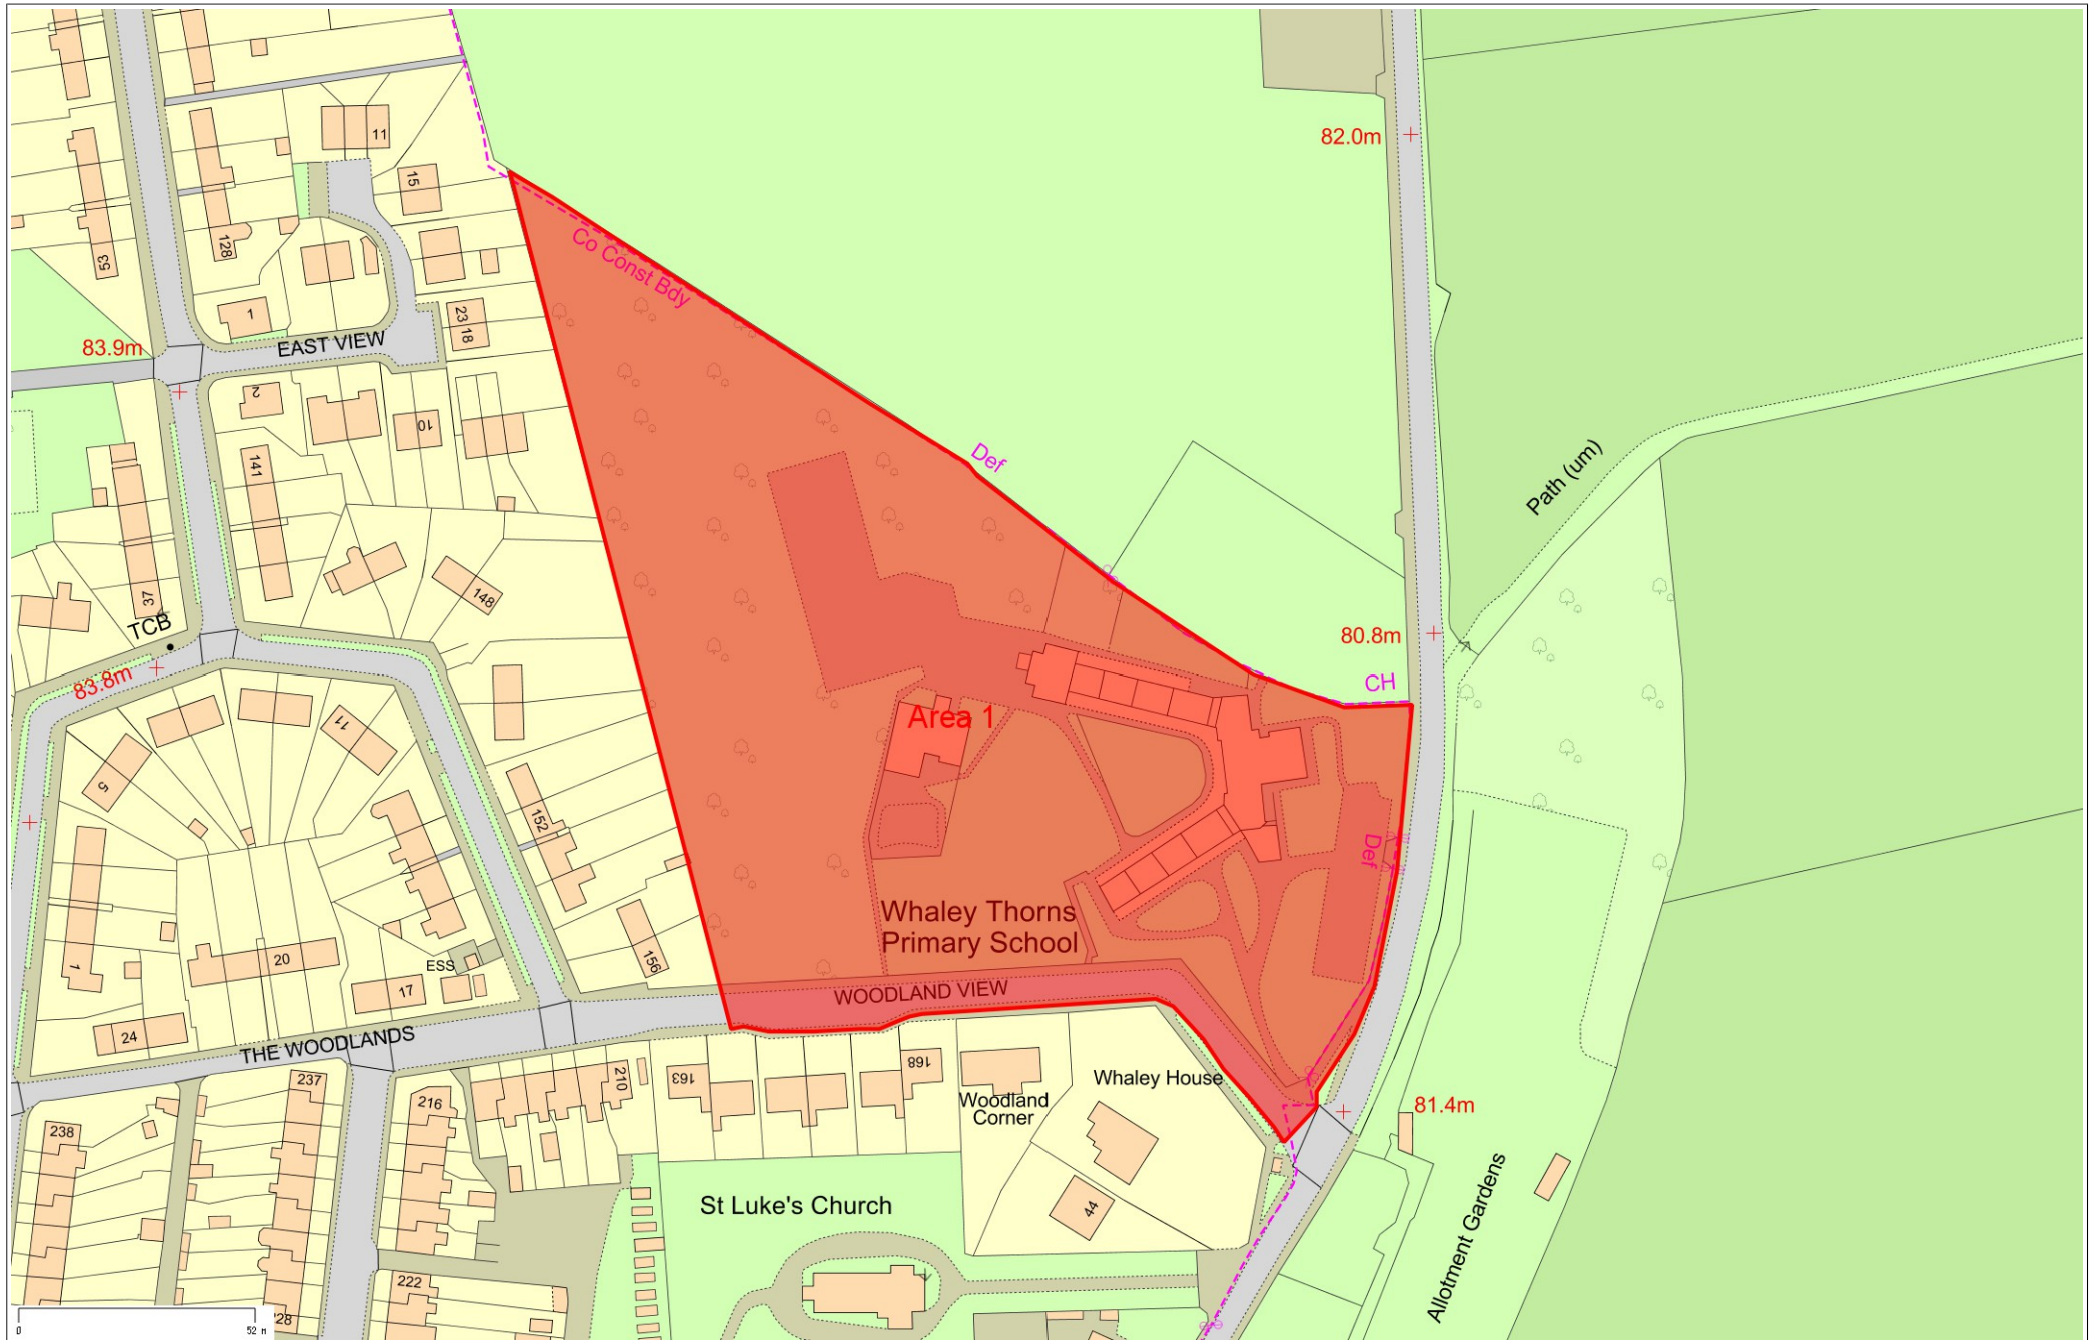 11
82.0m
15
53
128
Co Const Bdy
1
23 18
EAST VIEW
83.9m
2
10
141
Def
Path (um)
148
37
TCB
80.8m
83.8m
CH
11
Area 1
5
152
Def
Whaley Thorns
Primary School
156
ESS
20
1
17
WOODLAND VIEW
24
THE WOODLANDS
237
210
163
168
Whaley House
Woodland
Corner
216
81.4m
238
St Luke's Church
44
Allotment Gardens
222
228
0
52 M